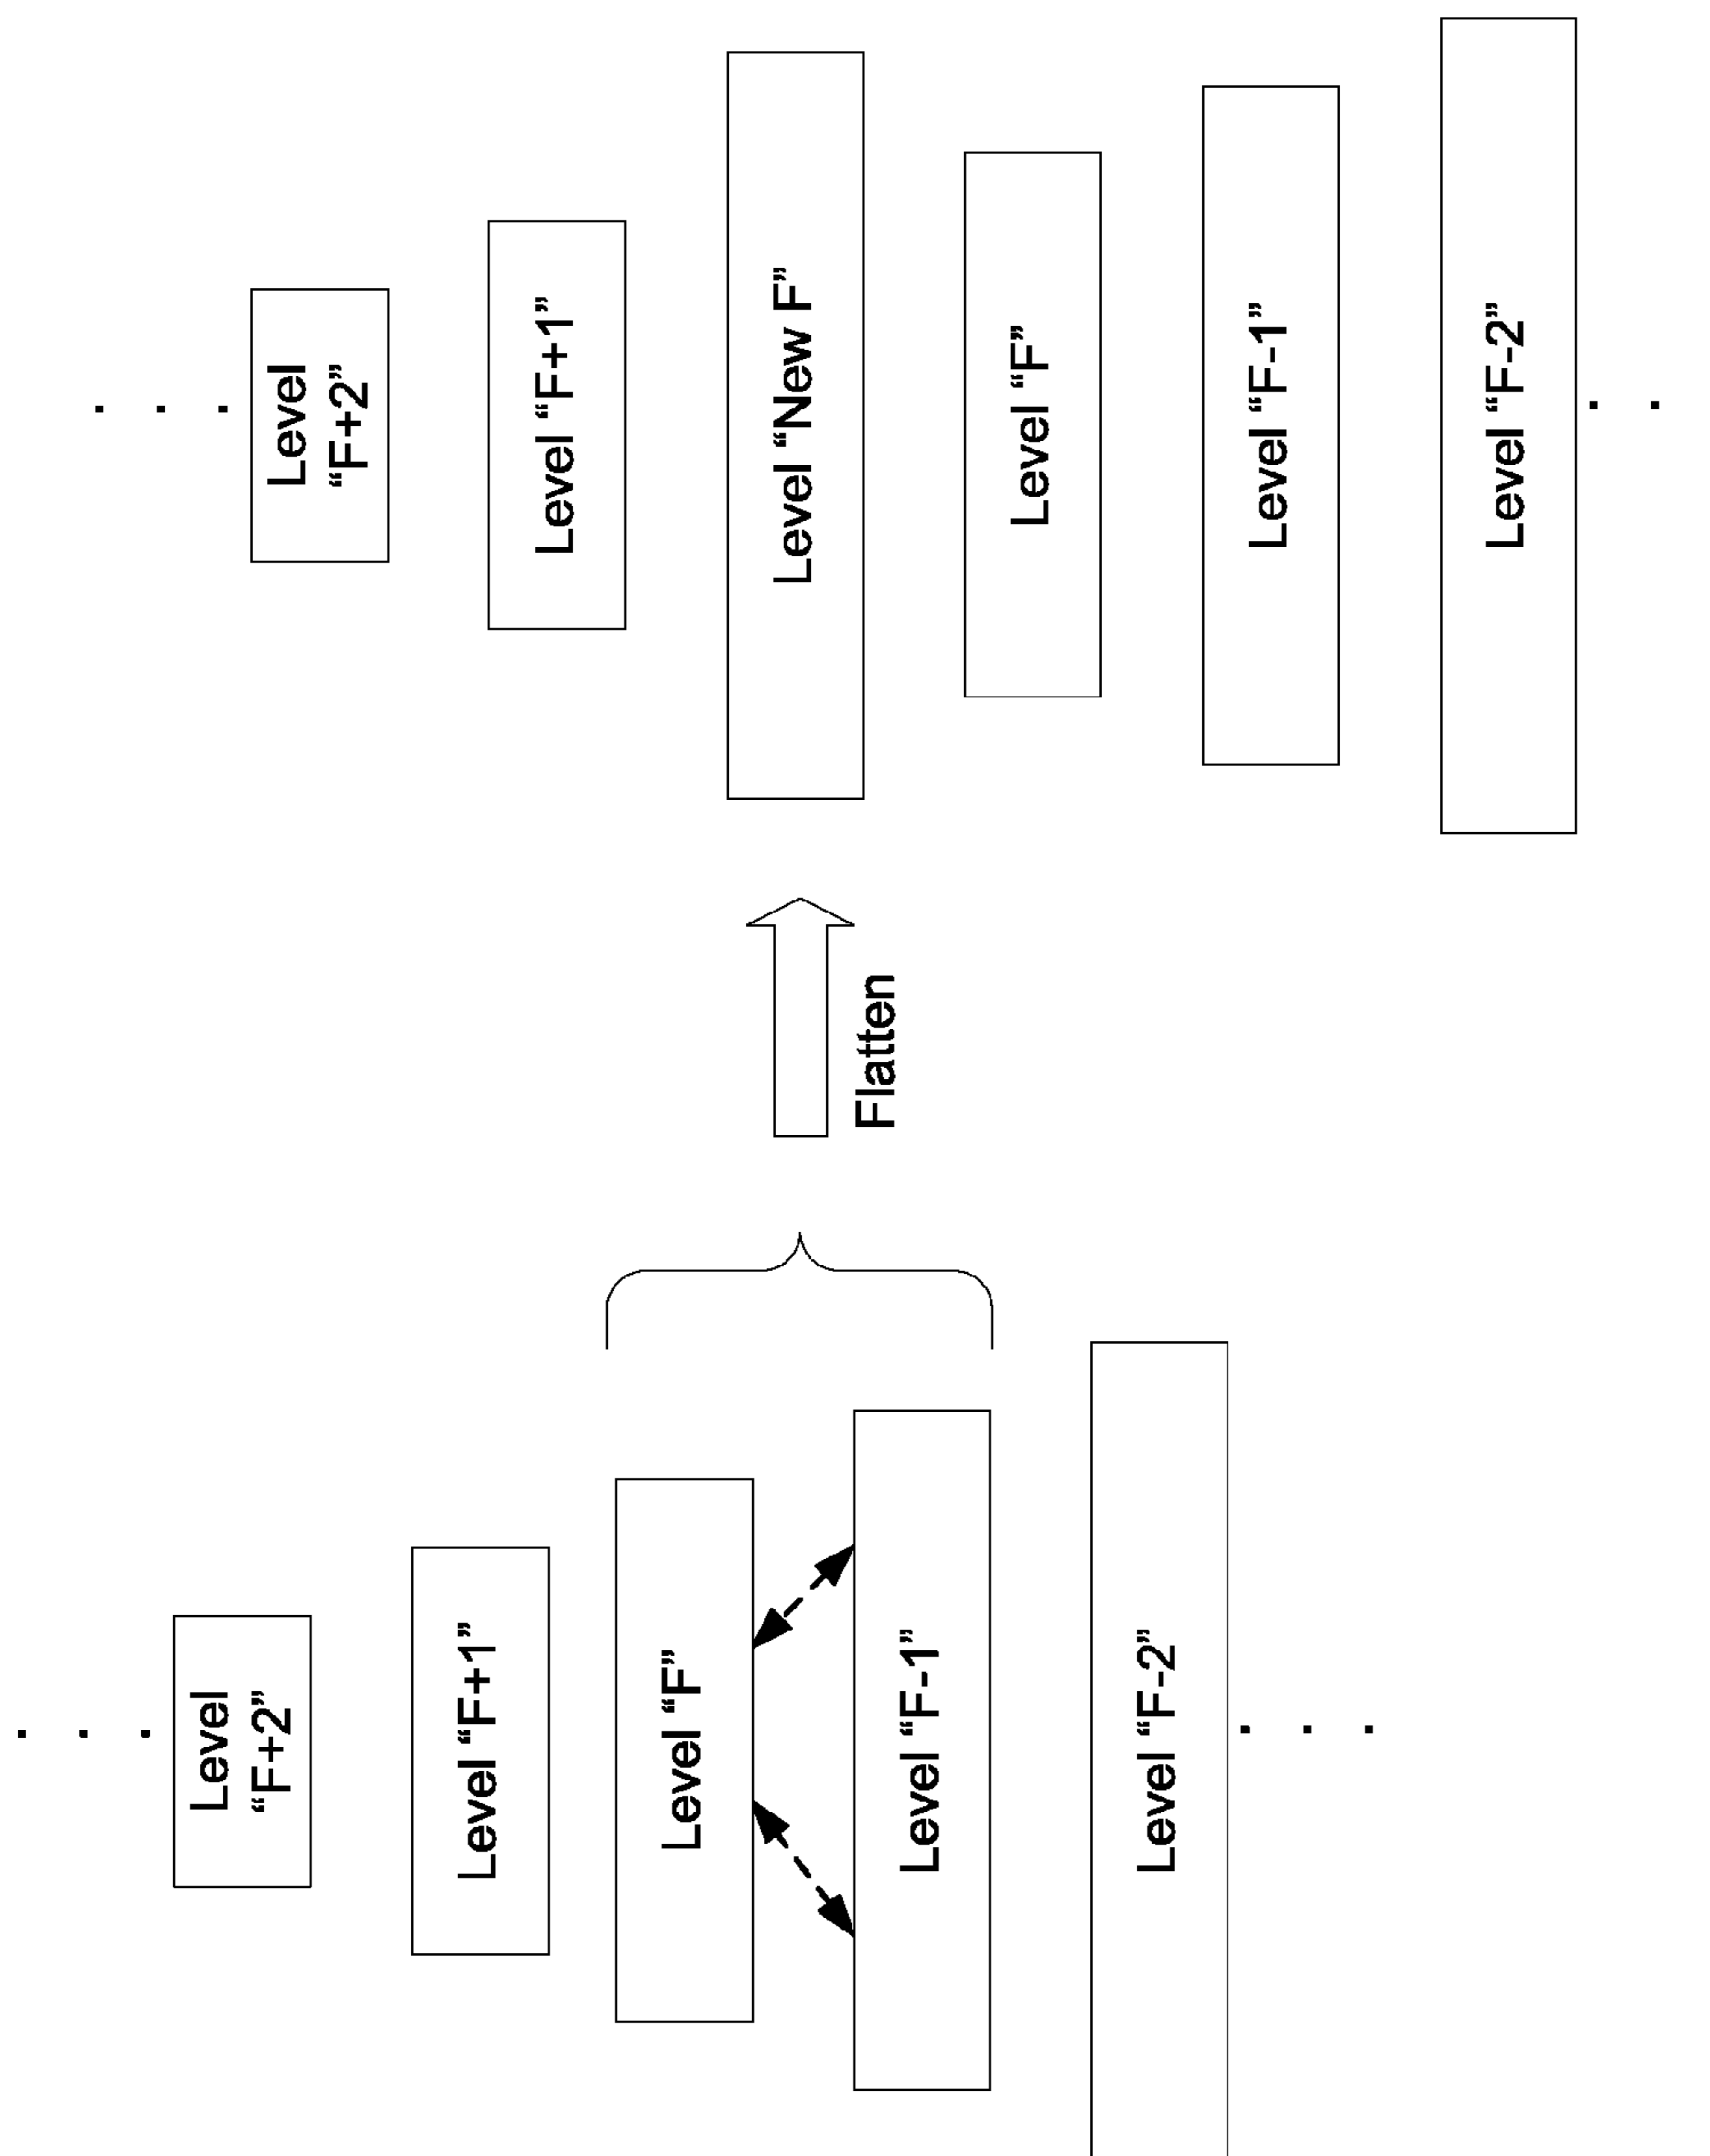 Level
“F+2”
Level “F+1”
Level “F”
Level “F-1”
Level “F-2”
Flatten
Level
“F+2”
Level “F+1”
Level “New F”
Level “F”
Level “F-1”
Level “F-2”